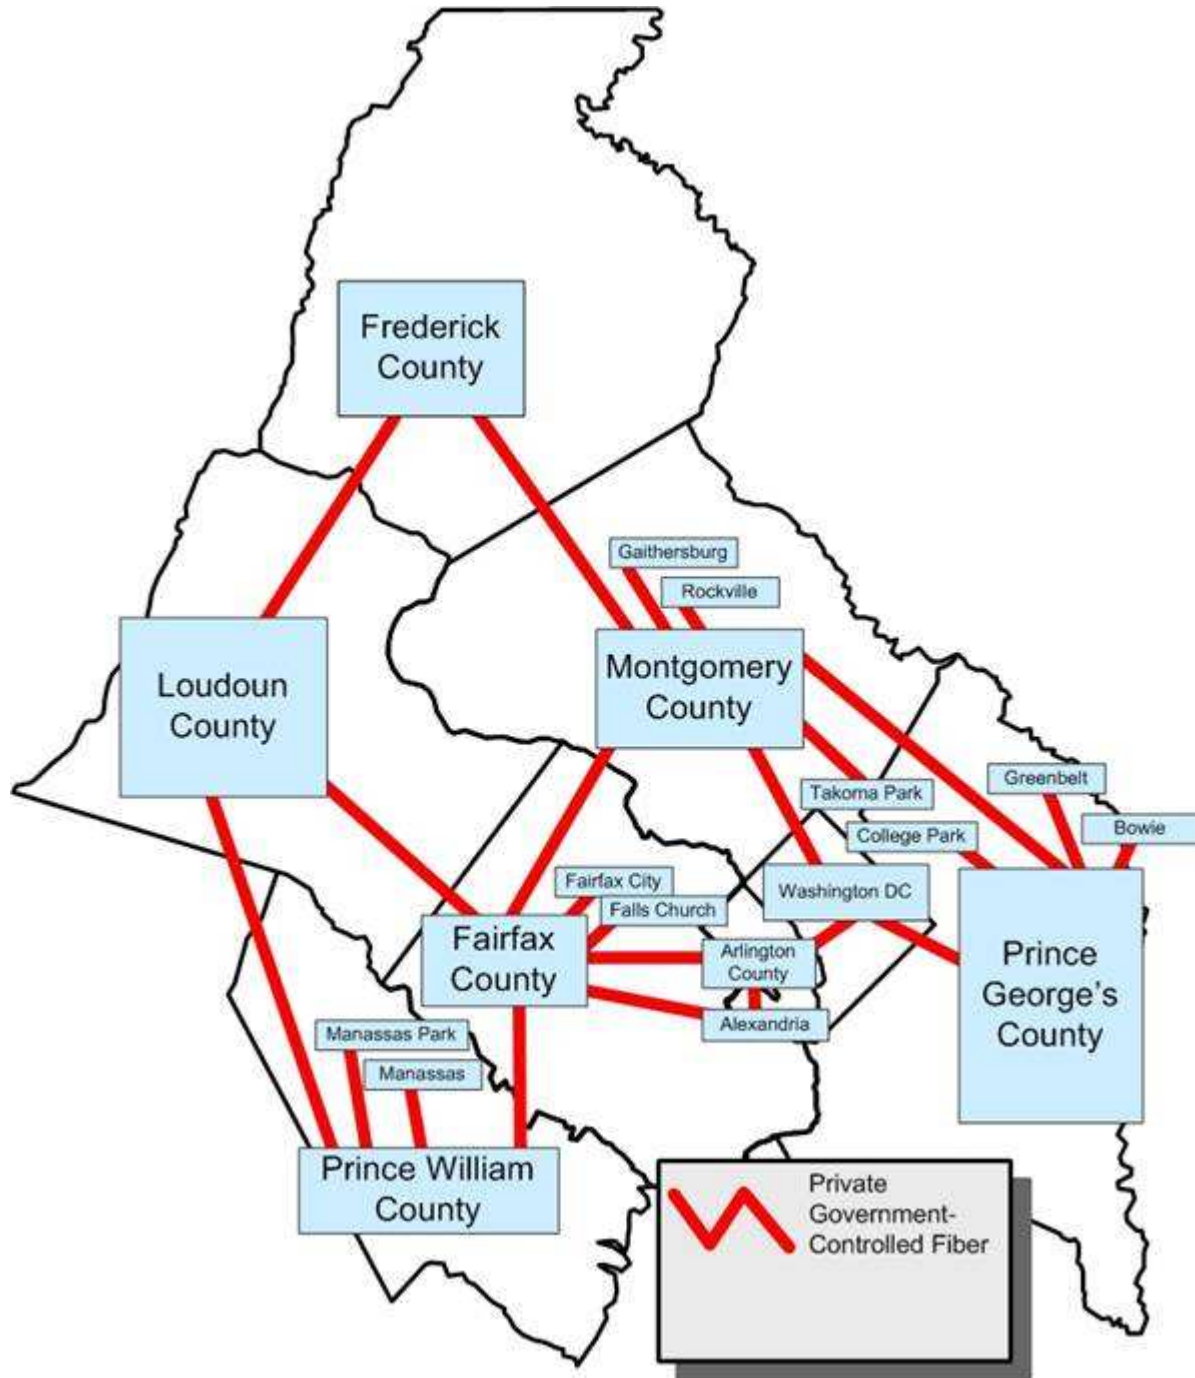 Frederick
County
Gaithersburg
Rockville
Loudoun
County
Montgomery
County
Takoma Park
Greenbelt
College Park
Bowie
Fairfax City
Falls Church
Washington DC
Fairfax
County
Arlington
County
Alexandria
Prince
George's
County
Manassas Park
Manassas
Prince William
County
Private
Government-
Controlled Fiber